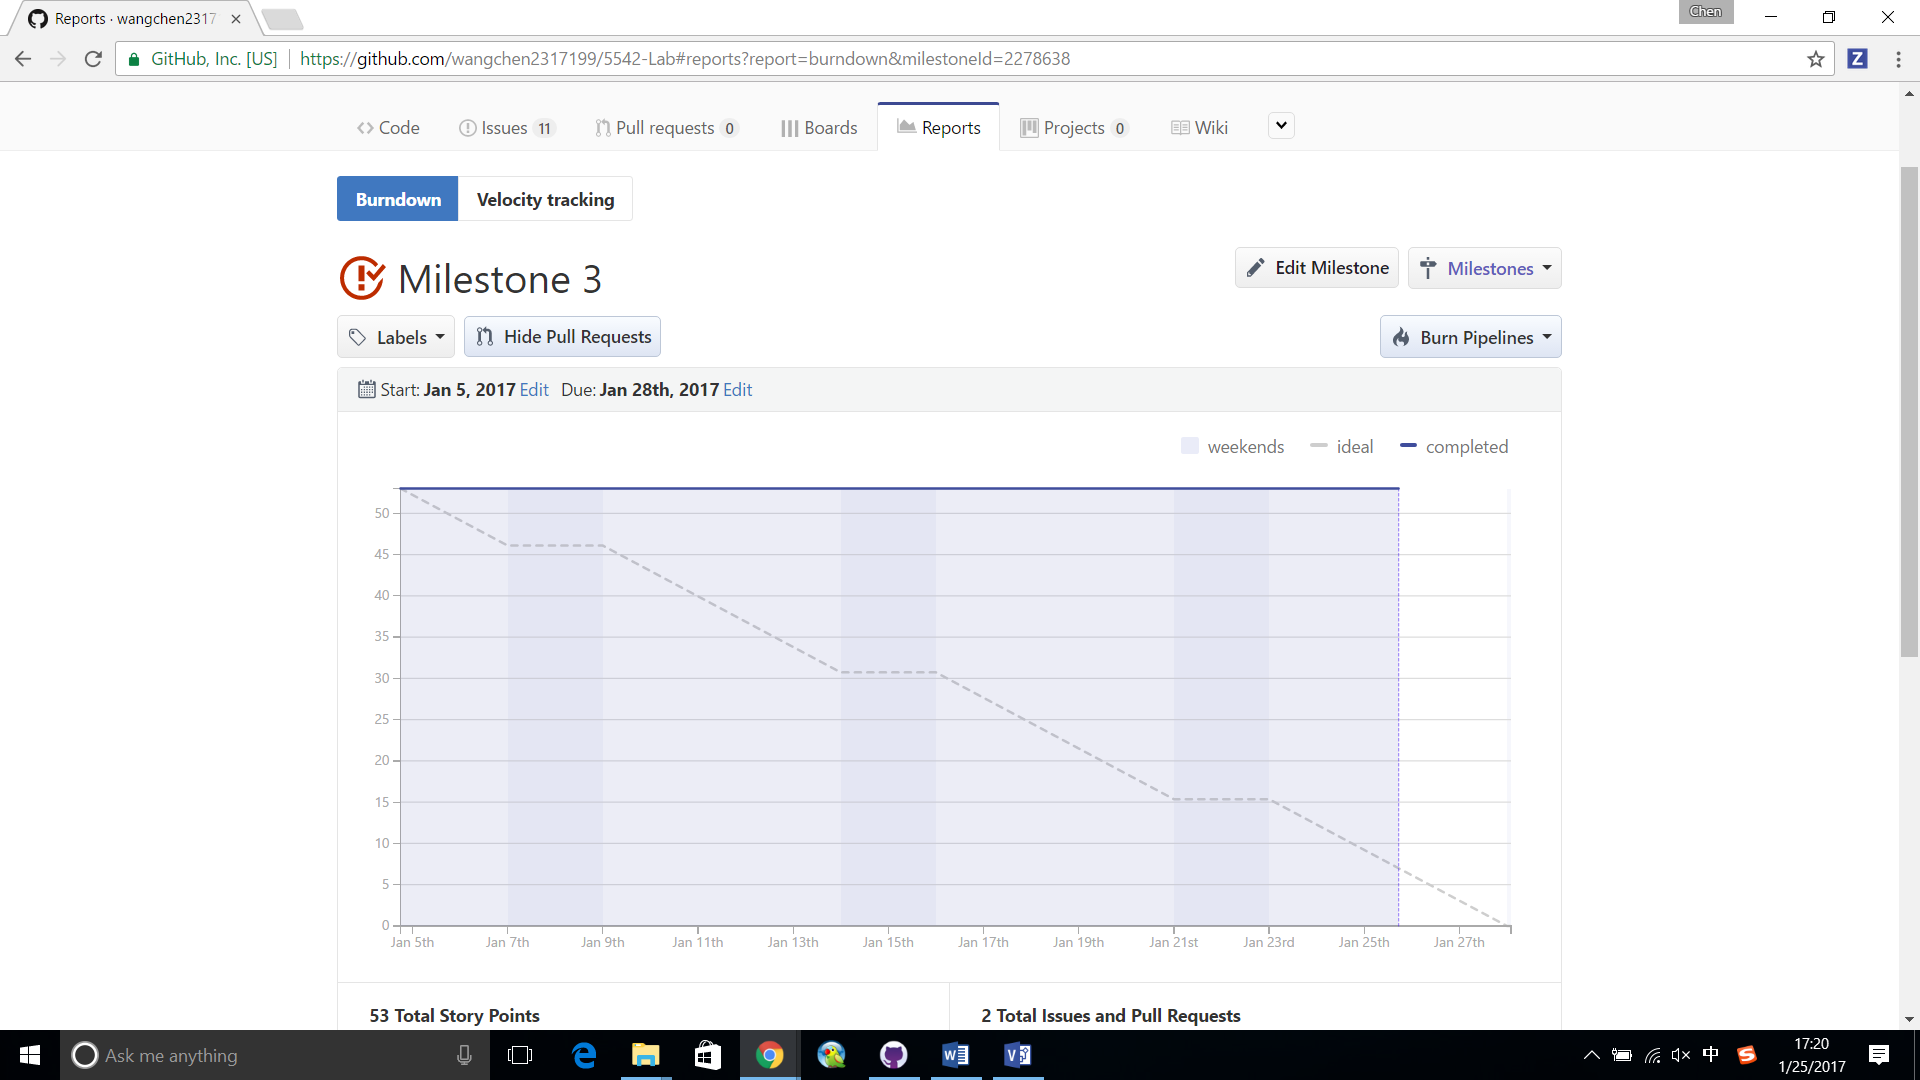 Reports · wangchen2317
Chen
GitHub, Inc. [US]
https://github.com/wangchen2317199/5542-Lab#reports?report=burndown&milestoneId=2278638
Z
Code
Issues 11
Pull requests 0
Boards
Reports
Projects 0
Wiki
Burndown
Velocity tracking
Milestone 3
Edit Milestone
Milestones
Labels
Hide Pull Requests
Burn Pipelines
Start: Jan 5, 2017 Edit Due: Jan 28th, 2017 Edit
weekends
ideal
completed
50
45
40
35
30
25
20
15
10
5
0
Jan 5th
Jan 7th
Jan 9th
Jan 11th
Jan 13th
Jan 15th
Jan 17th
Jan 19th
Jan 21st
Jan 23rd
Jan 25th
Jan 27th
53 Total Story Points
2 Total Issues and Pull Requests
Ask me anything
中
17:20
1/25/2017